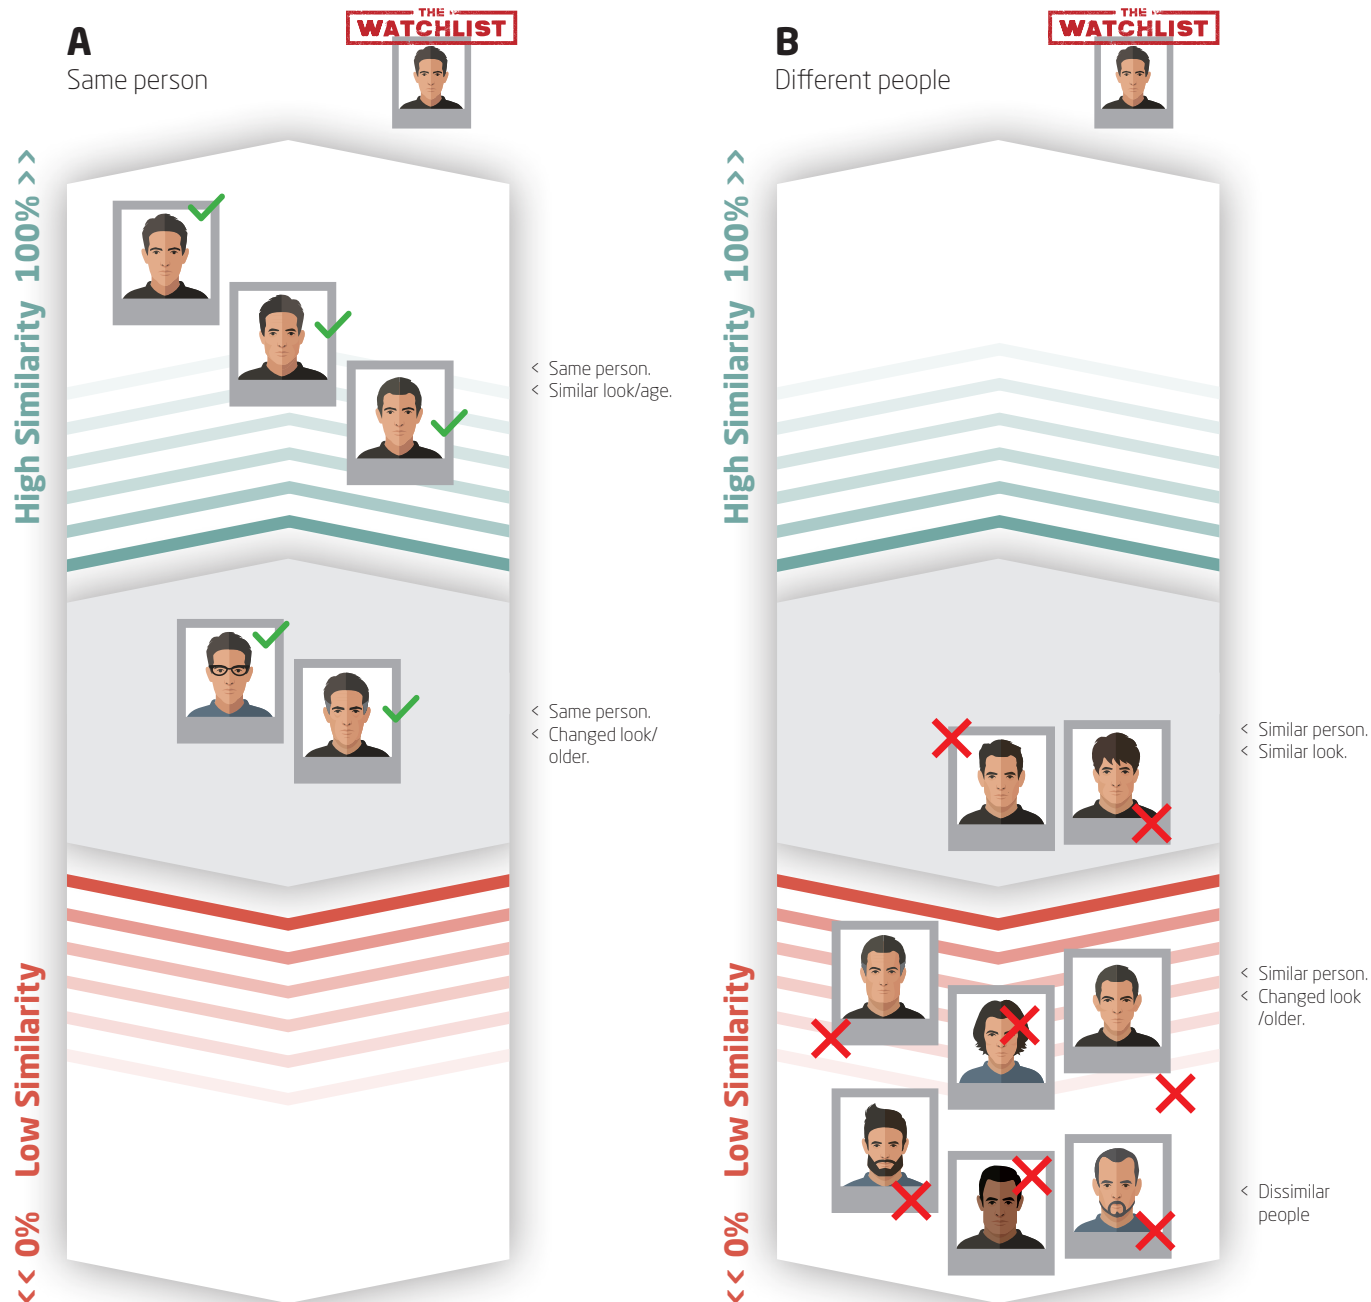 A
Same person
THE
WATCHLIST
High Similarity 100% >>
< Same person.
< Similar look/age.
< Same person.
< Changed look/
older.
<< 0% Low Similarity
B
Different people
THE
WATCHLIST
High Similarity 100% >>
< Similar person.
< Similar look.
< Similar person.
< Changed look
/older.
< Dissimilar
people
<< 0% Low Similarity